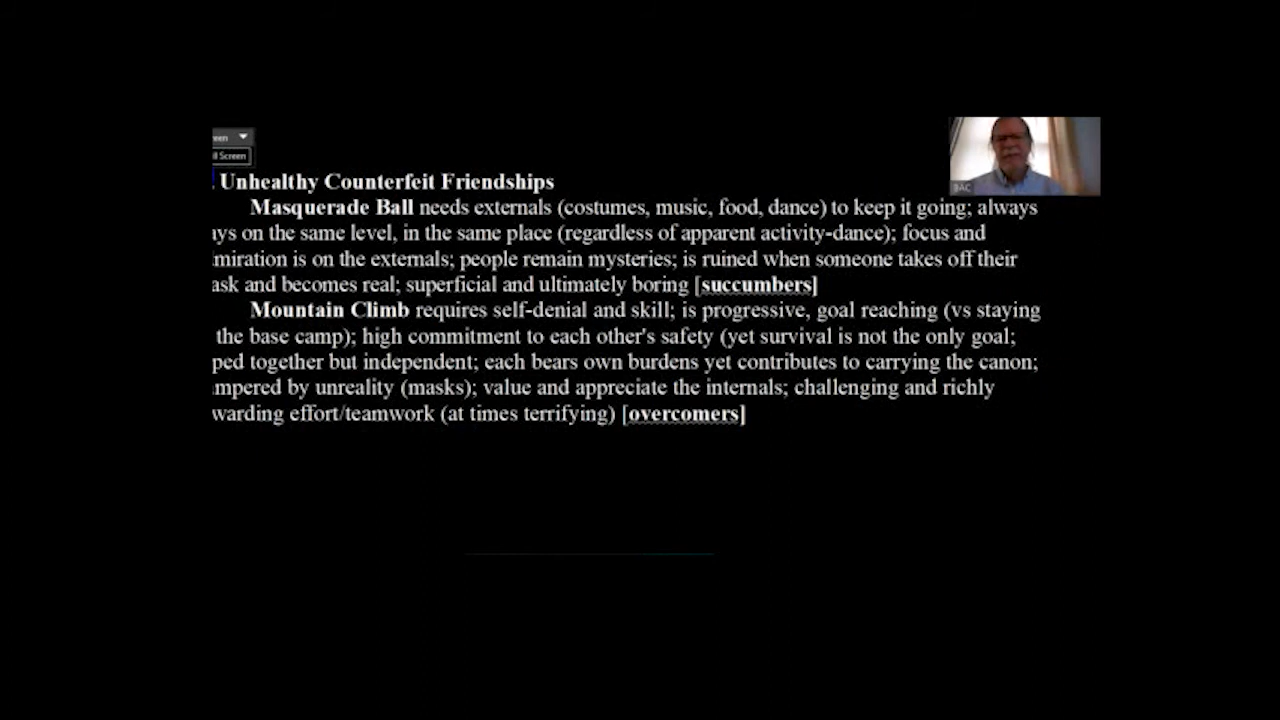 een
ll Screen
. Unhealthy Counterfeit Friendships
BAC
Masquerade Ball needs externals (costumes, music, food, dance) to keep it going; always
ays on the same level, in the same place (regardless of apparent activity-dance); focus and
miration is on the externals; people remain mysteries; is ruined when someone takes off their
ask and becomes real; superficial and ultimately boring [succumbers]
Mountain Climb requires self-denial and skill; is progressive, goal reaching (vs staying
the base camp); high commitment to each other's safety (yet survival is not the only goal;
ped together but independent; each bears own burdens yet contributes to carrying the canon;
mpered by unreality (masks); value and appreciate the internals; challenging and richly
warding effort/teamwork (at times terrifying) [overcomers]